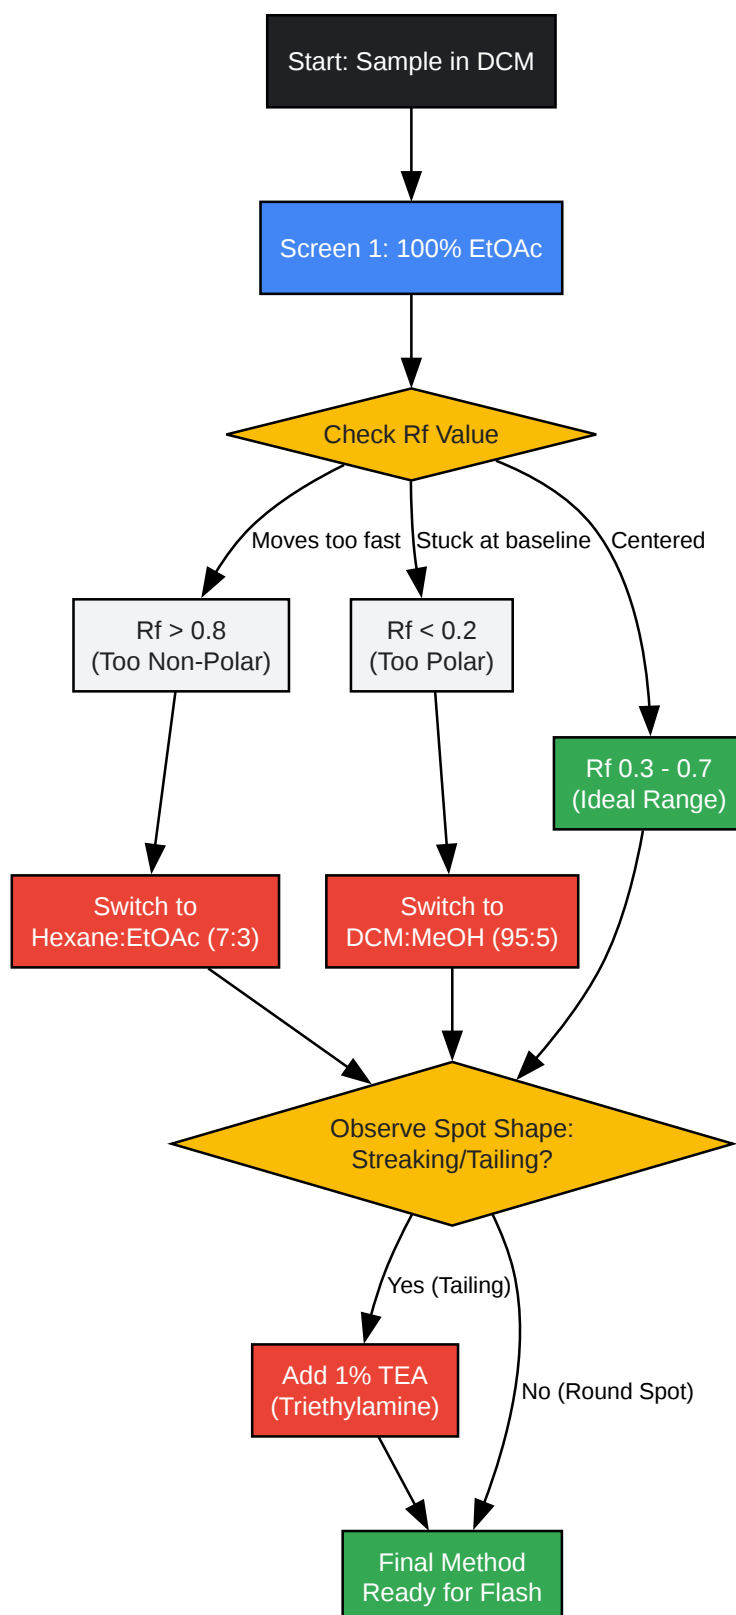 Start: Sample in DCM
Screen 1: 100% EtOAc
Check Rf Value
Moves too fast
Stuck at baseline
Centered
Rf > 0.8
(Too Non-Polar)
Rf < 0.2
(Too Polar)
Rf 0.3 - 0.7
(Ideal Range)
Switch to
Hexane:EtOAc (7:3)
Switch to
DCM:MeOH (95:5)
Observe Spot Shape:
Streaking/Tailing?
Yes (Tailing)
Add 1% TEA
(Triethylamine)
No (Round Spot)
Final Method
Ready for Flash